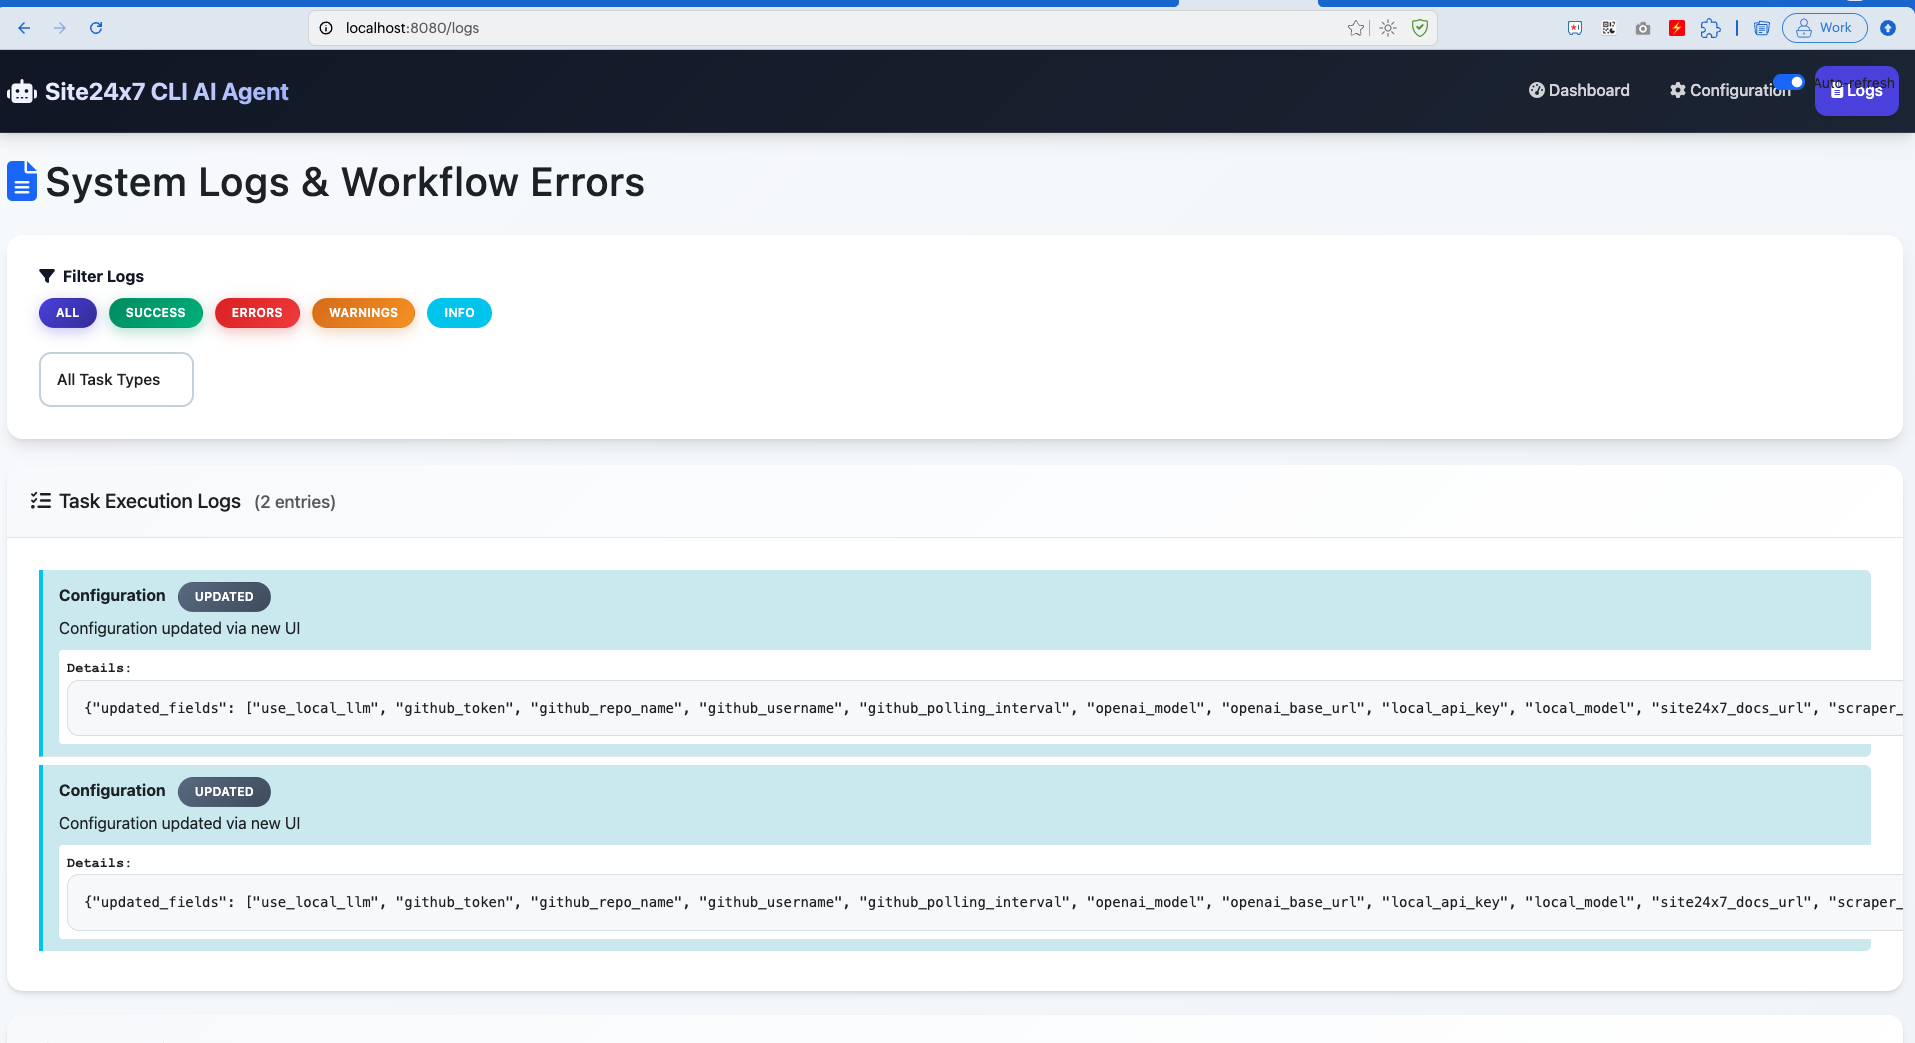 localhost:8080/logs
Work
Site24x7 CLI AI Agent
Dashboard
Configuration
Auto-refresh
Logs
System Logs & Workflow Errors
Filter Logs
ALL
SUCCESS
ERRORS
WARNINGS
INFO
All Task Types
Task Execution Logs (2 entries)
Configuration UPDATED
Configuration updated via new UI
Details:
{"updated_fields": ["use_local_llm", "github_token", "github_repo_name", "github_username", "github_polling_interval", "openai_model", "openai_base_url", "local_api_key", "local_model", "site24x7_docs_url", "scraper_
Configuration UPDATED
Configuration updated via new UI
Details:
{"updated_fields": ["use_local_llm", "github_token", "github_repo_name", "github_username", "github_polling_interval", "openai_model", "openai_base_url", "local_api_key", "local_model", "site24x7_docs_url", "scraper_